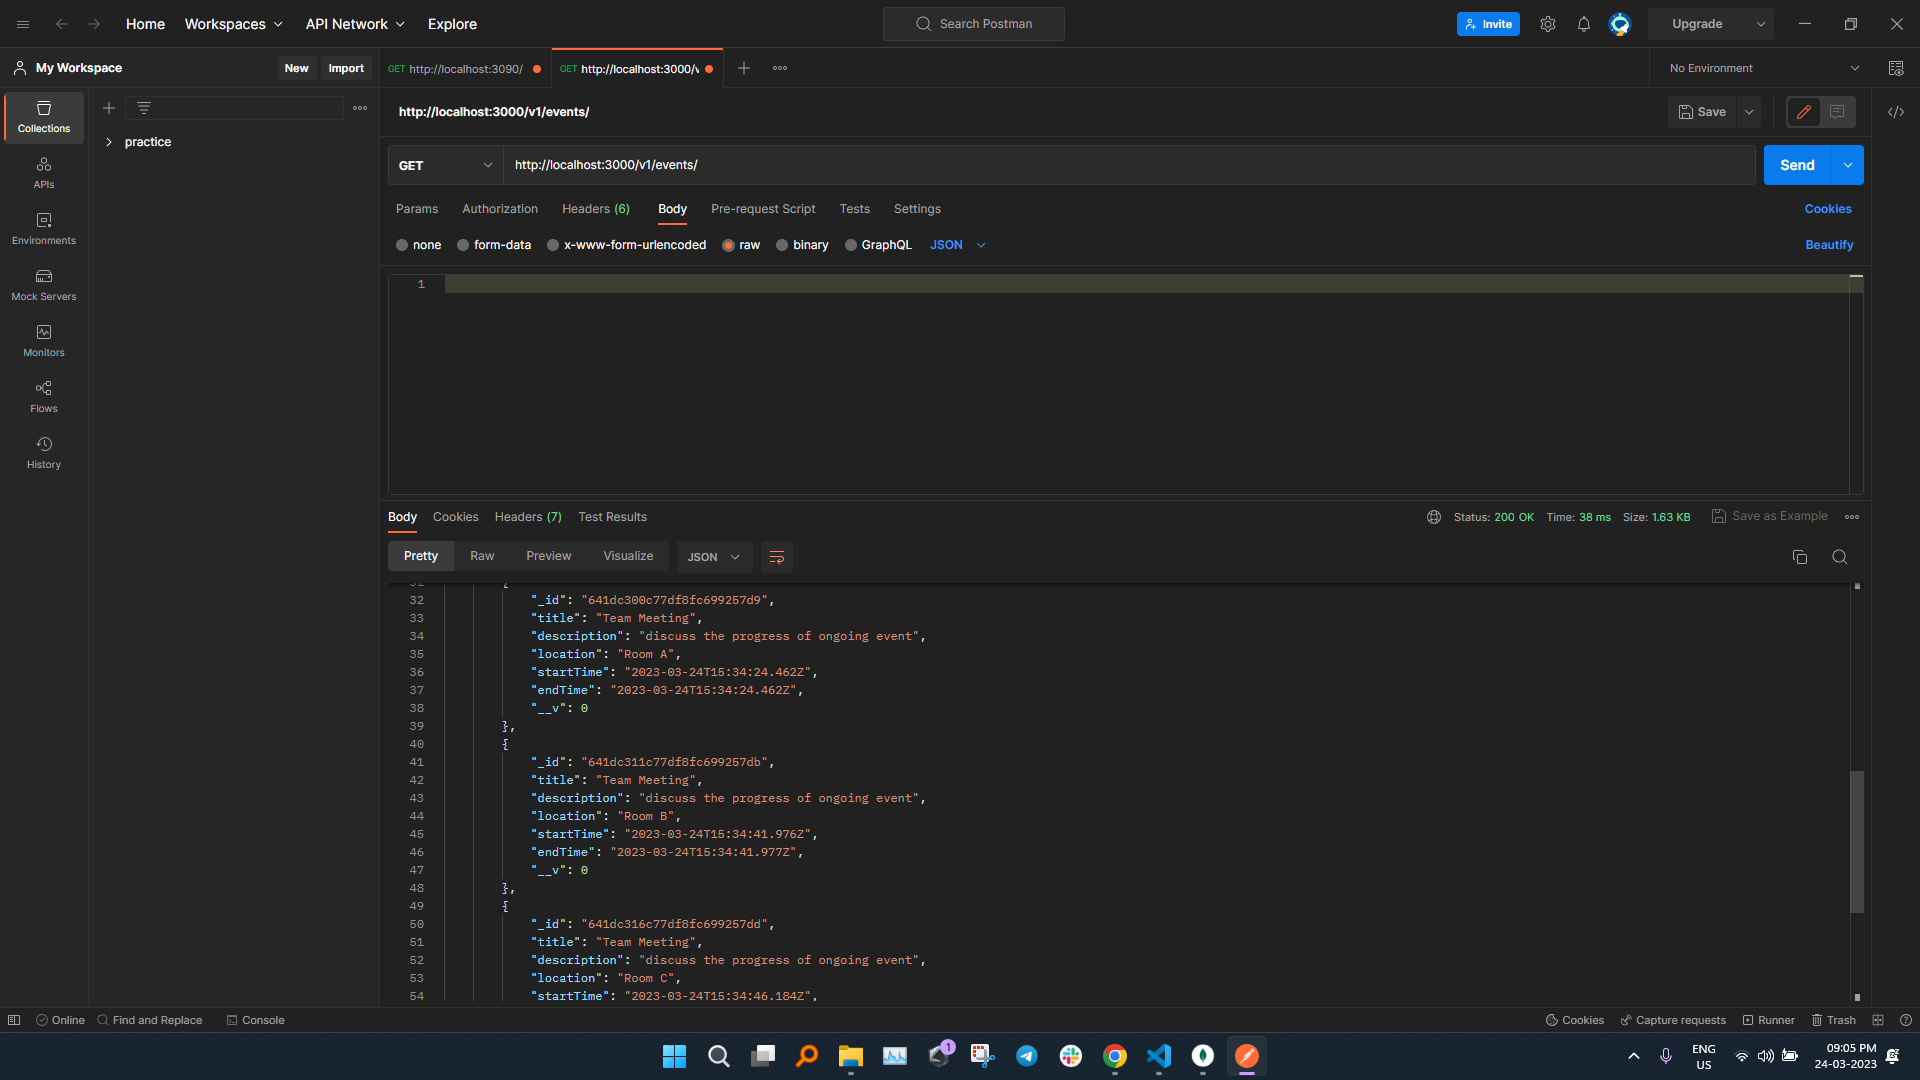 Home Workspaces API Network Explore Search Postman Invite Upgrade
My Workspace New Import GET http://localhost:3090/ GET http://localhost:3000/v No Environment
Collections
practice
APIs
Environments
Mock Servers
Monitors
Flows
History
http://localhost:3000/v1/events/ Save
GET http://localhost:3000/v1/events/ Send
Params Authorization Headers (6) Body Pre-request Script Tests Settings Cookies
none form-data x-www-form-urlencoded raw binary GraphQL JSON Beautify
1
Body Cookies Headers (7) Test Results Status: 200 OK Time: 38 ms Size: 1.63 KB Save as Example
Pretty Raw Preview Visualize JSON
31 {
32 "_id": "641dc300c77df8fc699257d9",
33 "title": "Team Meeting",
34 "description": "discuss the progress of ongoing event",
35 "location": "Room A",
36 "startTime": "2023-03-24T15:34:24.462Z",
37 "endTime": "2023-03-24T15:34:24.462Z",
38 "__v": 0
39 },
40 {
41 "_id": "641dc311c77df8fc699257db",
42 "title": "Team Meeting",
43 "description": "discuss the progress of ongoing event",
44 "location": "Room B",
45 "startTime": "2023-03-24T15:34:41.976Z",
46 "endTime": "2023-03-24T15:34:41.977Z",
47 "__v": 0
48 },
49 {
50 "_id": "641dc316c77df8fc699257dd",
51 "title": "Team Meeting",
52 "description": "discuss the progress of ongoing event",
53 "location": "Room C",
54 "startTime": "2023-03-24T15:34:46.184Z",
Online Find and Replace Console Cookies Capture requests Runner Trash
1
ENG
US
09:05 PM
24-03-2023